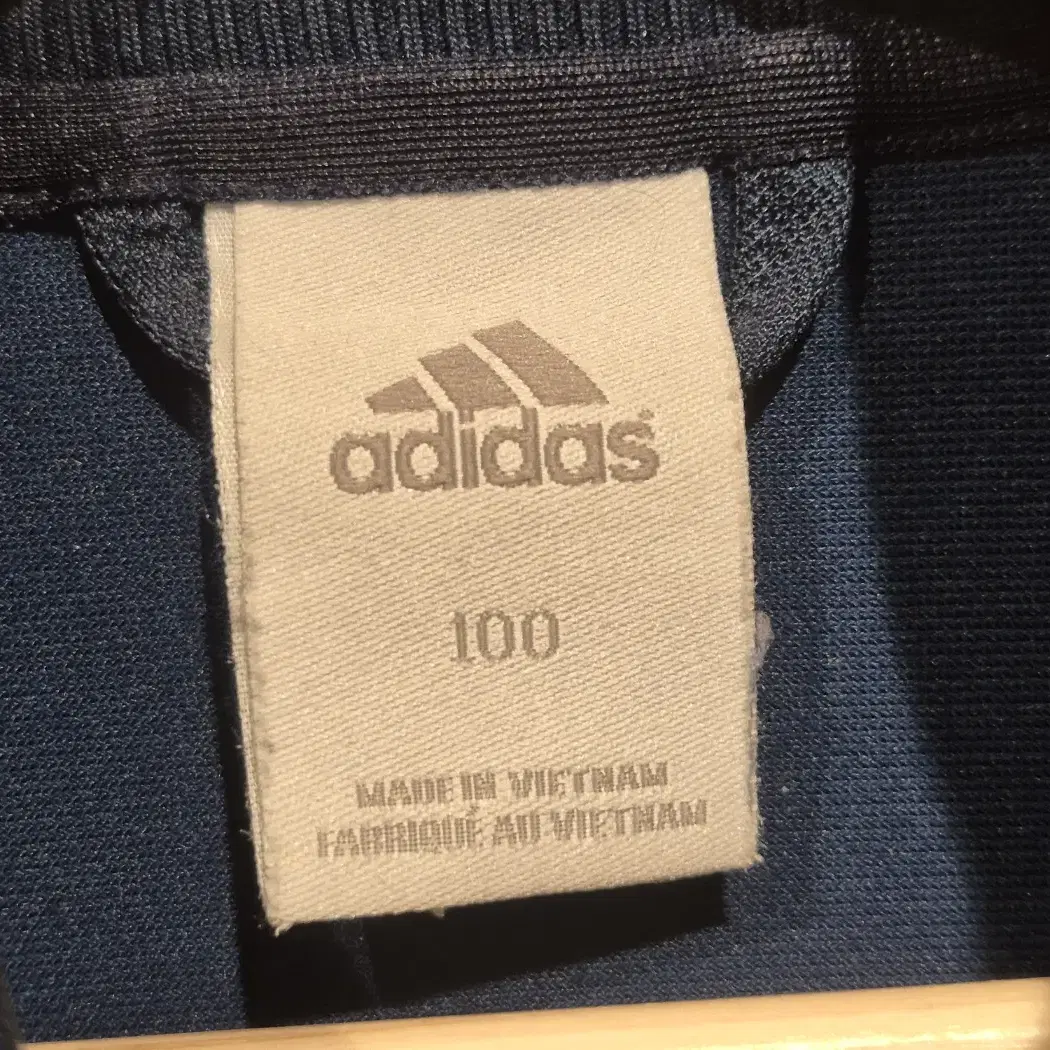 adidas
100
MADE IN VIETNAM
FABRIQUÉ AU VIETNAM